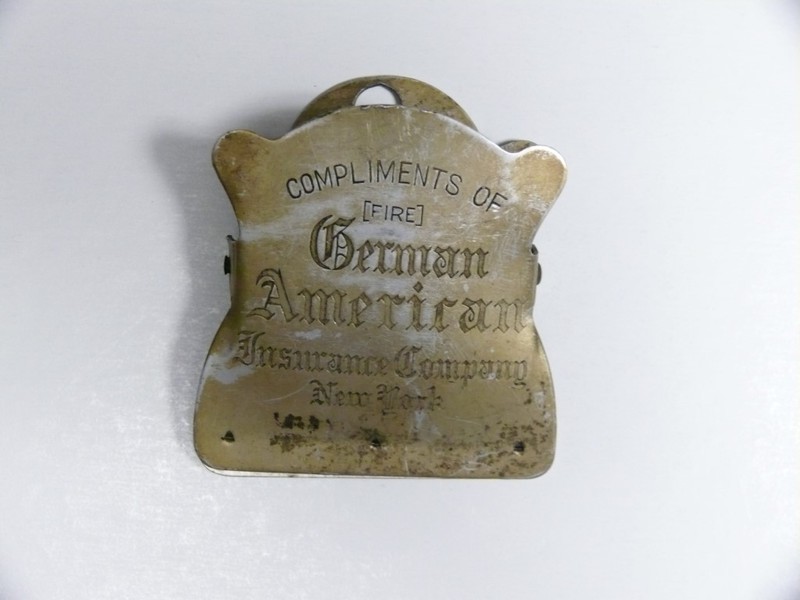 COMPLIMENTS OF
[FIRE]
German
American
Insurance Company
New York